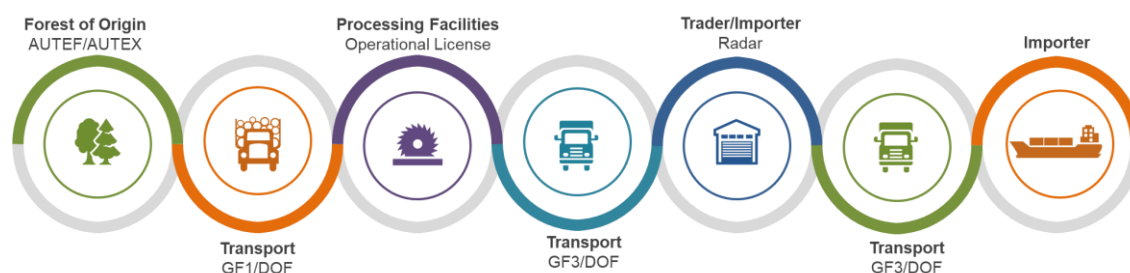 Forest of Origin
AUTEF/AUTEX
Processing Facilities
Operational License
Trader/Importer
Radar
Importer
Transport
GF1/DOF
Transport
GF3/DOF
Transport
GF3/DOF